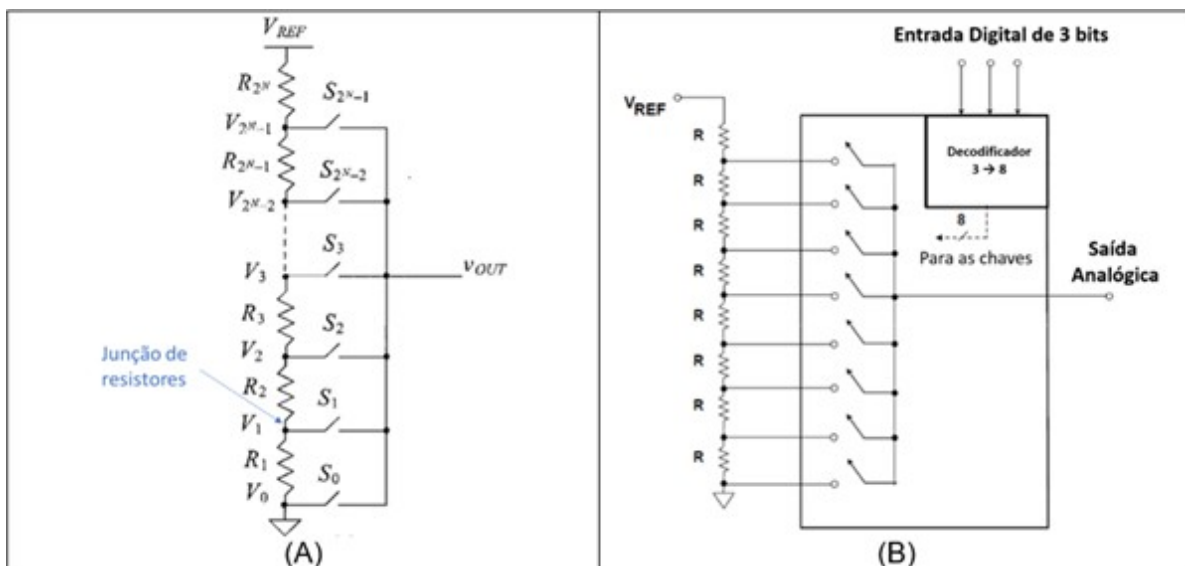 V_REF
R_2^N
S_2^N-1
V_2^N-1
R_2^N-1
S_2^N-2
V_2^N-2
S_3
V_3
v_OUT
R_3
S_2
Junção de
resistores
V_2
R_2
S_1
V_1
R_1
S_0
V_0
(A)
Entrada Digital de 3 bits
V_REF
R
R
R
R
R
R
R
R
Decodificador
3 → 8
8
Para as chaves
Saída
Analógica
(B)